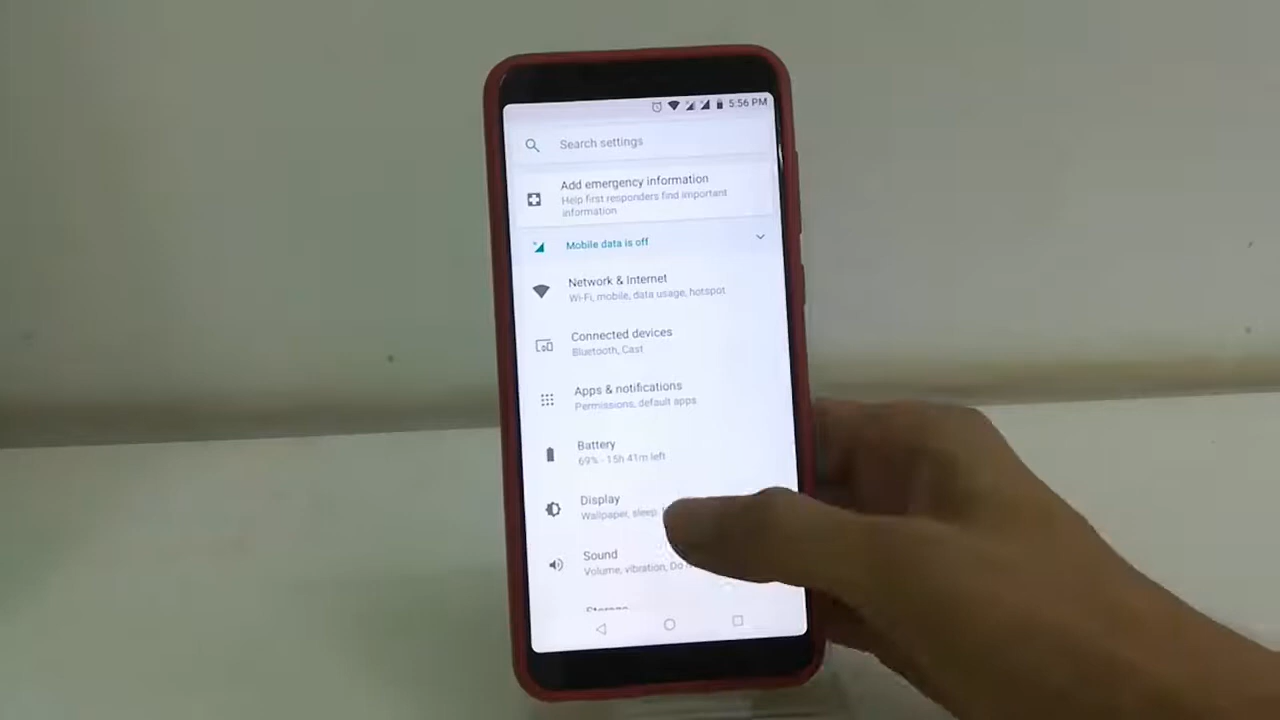 5:56 PM
Search settings
Add emergency information
Help first responders find important
information
Mobile data is off
Network & Internet
Wi-Fi, mobile, data usage, hotspot
Connected devices
Bluetooth, Cast
Apps & notifications
Permissions, default apps
Battery
69% - 15h 41m left
Display
Wallpaper, sleep,
Sound
Volume, vibration, Do
Storage